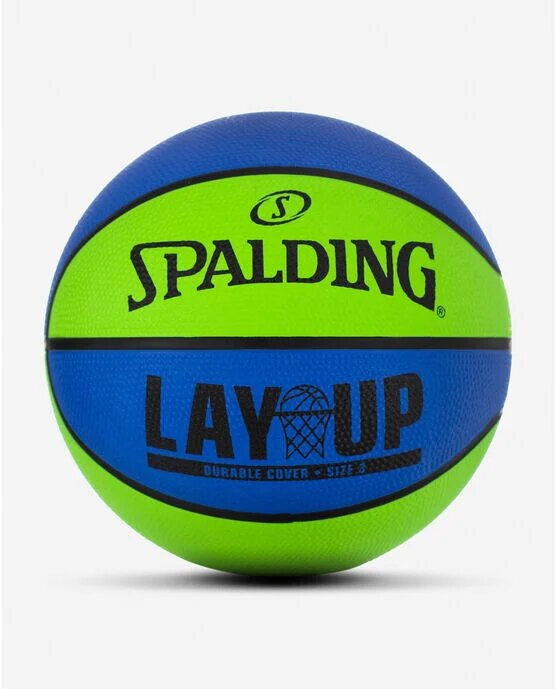 S
SPALDING®
LAY UP
DURABLE COVER • SIZE 3